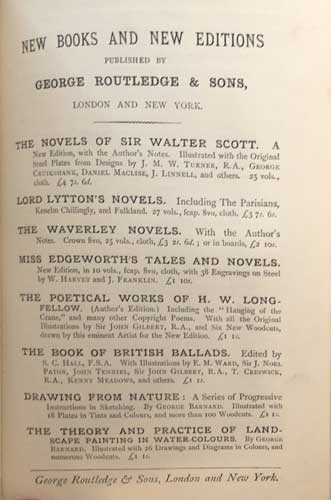 NEW BOOKS AND NEW EDITIONS
PUBLISHED BY
GEORGE ROUTLEDGE & SONS,
LONDON AND NEW YORK.
THE NOVELS OF SIR WALTER SCOTT. A
New Edition, with the Author's Notes. Illustrated with the Original
Steel Plates from Designs by J. M. W. TURNER, R.A., GEORGE
CRUIKSHANK, DANIEL MACLISE, J. LINNELL, and others. 25 vols.,
cloth. £4 7s. 6d.
LORD LYTTON'S NOVELS. Including The Parisians,
Kenelm Chillingly, and Falkland. 27 vols., fcap. 8vo, cloth, £3 7s. 6d.
THE WAVERLEY NOVELS. With the Author's
Notes. Crown 8vo, 25 vols., cloth, £3 2s. 6d.; or in boards, £2 10s.
MISS EDGEWORTH'S TALES AND NOVELS.
New Edition, in 10 vols., fcap. 8vo, cloth, with 38 Engravings on Steel
by W. HARVEY and J. FRANKLIN. £1 10s.
THE POETICAL WORKS OF H. W. LONG-
FELLOW. (Author's Edition.) Including the "Hanging of the
Crane," and many other Copyright Poems. With all the Original
Illustrations by Sir JOHN GILBERT, R.A., and Six New Woodcuts,
drawn by this eminent Artist for the New Edition. £1 1s.
THE BOOK OF BRITISH BALLADS. Edited by
S. C. HALL, F.S.A. With Illustrations by E. M. WARD, Sir J. NOEL
PATON, JOHN TENNIEL, Sir JOHN GILBERT, R.A., T. CRESWICK,
R.A., KENNY MEADOWS, and others. £1 1s.
DRAWING FROM NATURE: A Series of Progressive
Instructions in Sketching. By GEORGE BARNARD. Illustrated with
18 Plates in Tints and Colours, and more than 100 Woodcuts. £1 1s.
THE THEORY AND PRACTICE OF LAND-
SCAPE PAINTING IN WATER-COLOURS. By GEORGE
BARNARD. Illustrated with 26 Drawings and Diagrams in Colours, and
numerous Woodcuts. £1 1s.
George Routledge & Sons, London and New York.